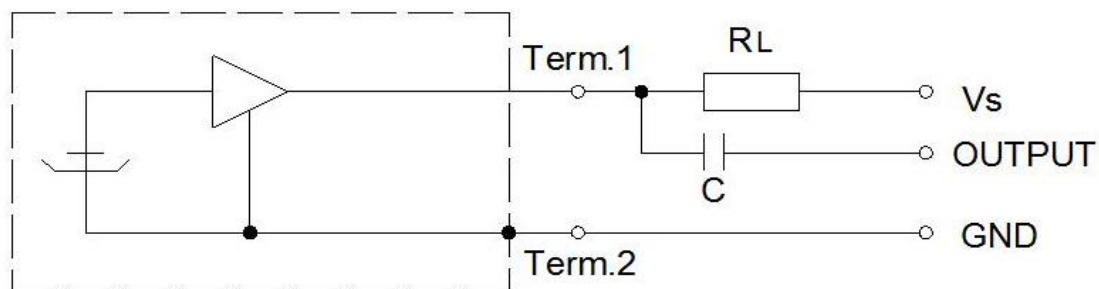 Term.1
RL
Vs
OUTPUT
C
GND
Term.2